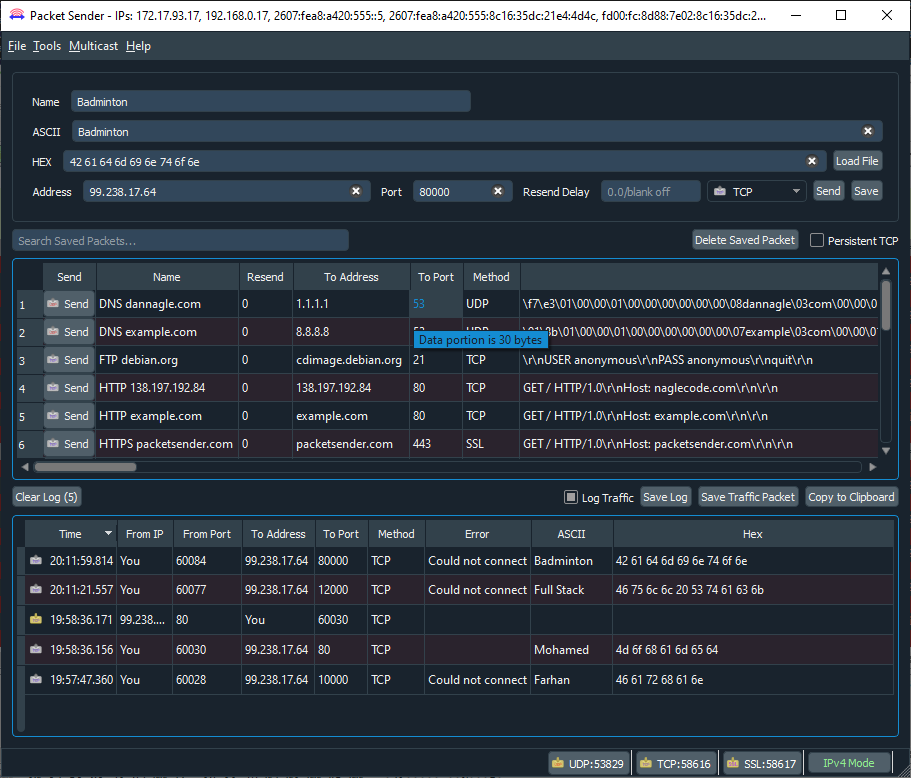 Packet Sender - IPs: 172.17.93.17, 192.168.0.17, 2607:fea8:a420:555::5, 2607:fea8:a420:555:8c16:35dc:21e4:4d4c, fd00:fc:8d88:7e02:8c16:35dc:2...
File Tools Multicast Help
Name Badminton
ASCII Badminton
HEX 42 61 64 6d 69 6e 74 6f 6e Load File
Address 99.238.17.64 Port 80000 Resend Delay 0.0/blank off TCP Send Save
Search Saved Packets... Delete Saved Packet Persistent TCP
Send Name Resend To Address To Port Method
1 Send DNS dannagle.com 0 1.1.1.1 53 UDP \f7\e3\01\00\00\01\00\00\00\00\00\00\08dannagle\03com\00\00\0
2 Send DNS example.com 0 8.8.8.8 \00\01\00\00\00\00\00\00\07example\03com\00\00\0
Data portion is 30 bytes
3 Send FTP debian.org 0 cdimage.debian.org 21 TCP \r\nUSER anonymous\r\nPASS anonymous\r\nquit\r\n
4 Send HTTP 138.197.192.84 0 138.197.192.84 80 TCP GET / HTTP/1.0\r\nHost: naglecode.com\r\n\r\n
5 Send HTTP example.com 0 example.com 80 TCP GET / HTTP/1.0\r\nHost: example.com\r\n\r\n
6 Send HTTPS packetsender.com 0 packetsender.com 443 SSL GET / HTTP/1.0\r\nHost: packetsender.com\r\n\r\n
Clear Log (5) Log Traffic Save Log Save Traffic Packet Copy to Clipboard
Time From IP From Port To Address To Port Method Error ASCII Hex
20:11:59.814 You 60084 99.238.17.64 80000 TCP Could not connect Badminton 42 61 64 6d 69 6e 74 6f 6e
20:11:21.557 You 60077 99.238.17.64 12000 TCP Could not connect Full Stack 46 75 6c 6c 20 53 74 61 63 6b
19:58:36.171 99.238.... 80 You 60030 TCP
19:58:36.156 You 60030 99.238.17.64 80 TCP Mohamed 4d 6f 68 61 6d 65 64
19:57:47.360 You 60028 99.238.17.64 10000 TCP Could not connect Farhan 46 61 72 68 61 6e
UDP:53829 TCP:58616 SSL:58617 IPv4 Mode